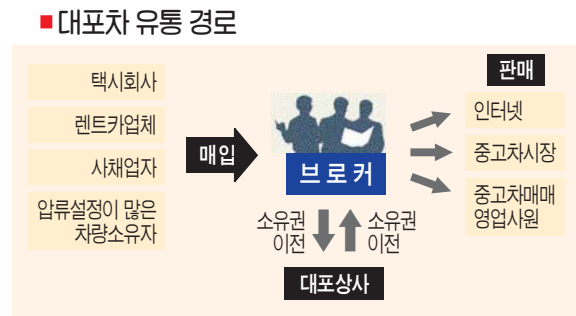 대포차 유통 경로
택시회사
렌트카업체
사채업자
압류설정이 많은
차량소유자
매입
브로커
소유권
이전
소유권
이전
대포상사
판매
인터넷
중고차시장
중고차매매
영업사원